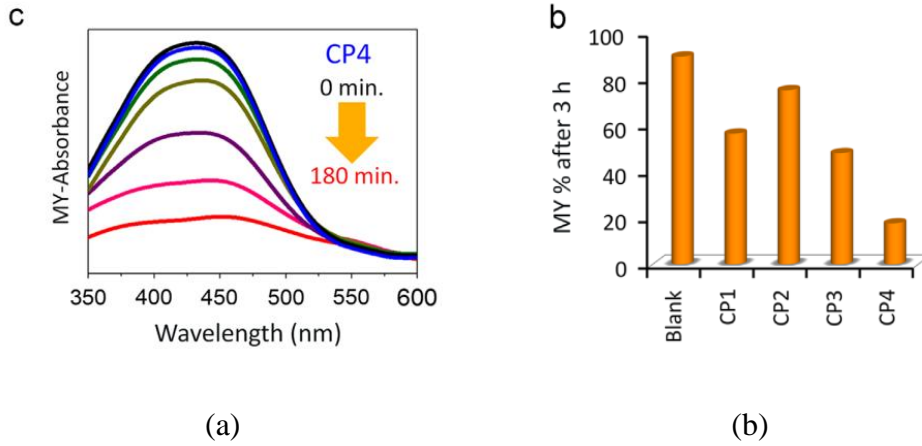 c
MY-Absorbance
CP4
0 min.
180 min.
350 400 450 500 550 600
Wavelength (nm)
(a)
b
MY % after 3 h
100
80
60
40
20
0
Blank
CP1
CP2
CP3
CP4
(b)